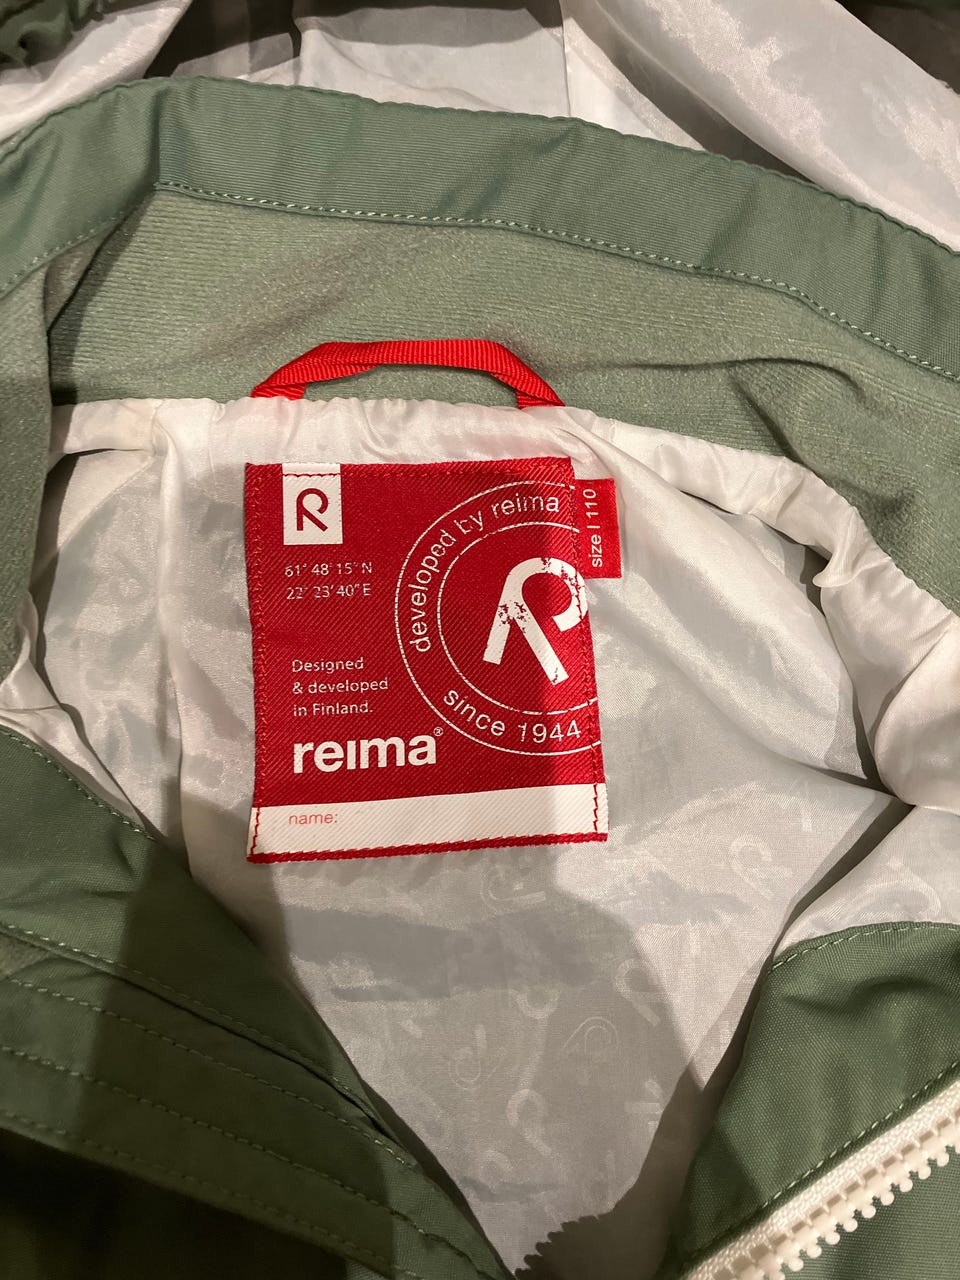 R
61° 48' 15" N
22° 23' 40" E
Designed
& developed
in Finland.
reima®
name:
developed by reima
R
since 1944
size | 110